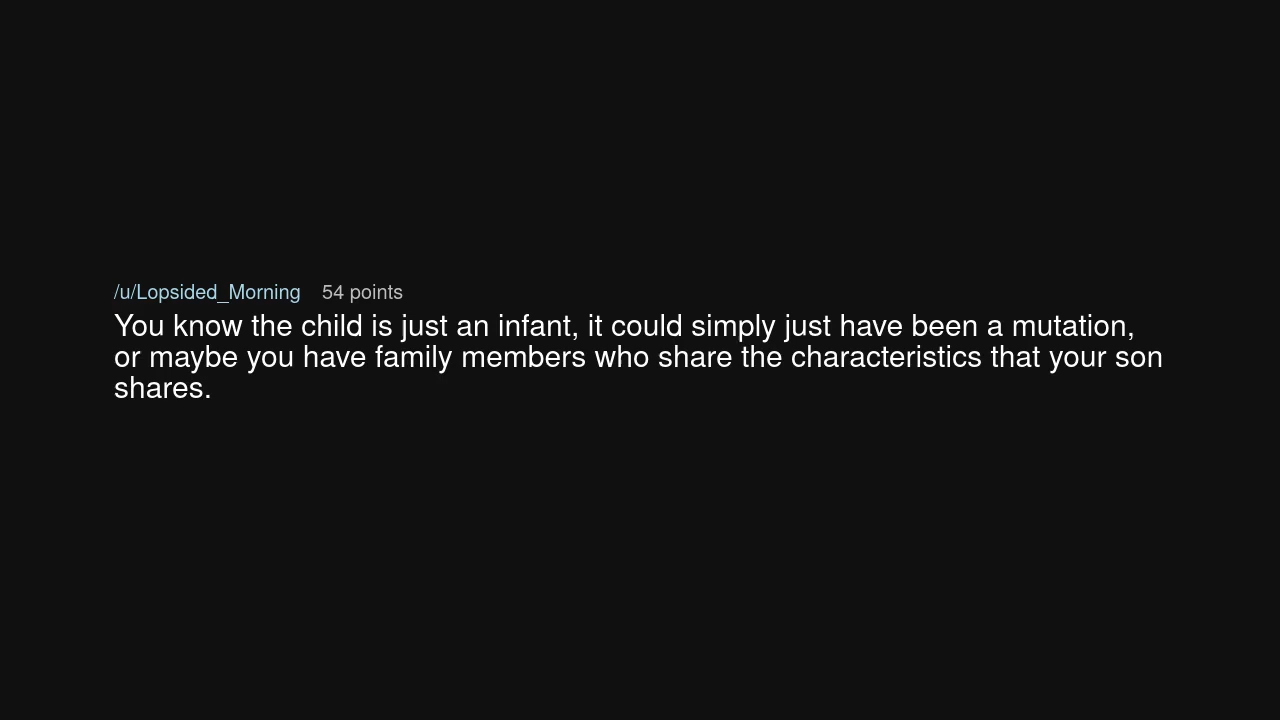 /u/Lopsided_Morning 54 points
You know the child is just an infant, it could simply just have been a mutation,
or maybe you have family members who share the characteristics that your son
shares.